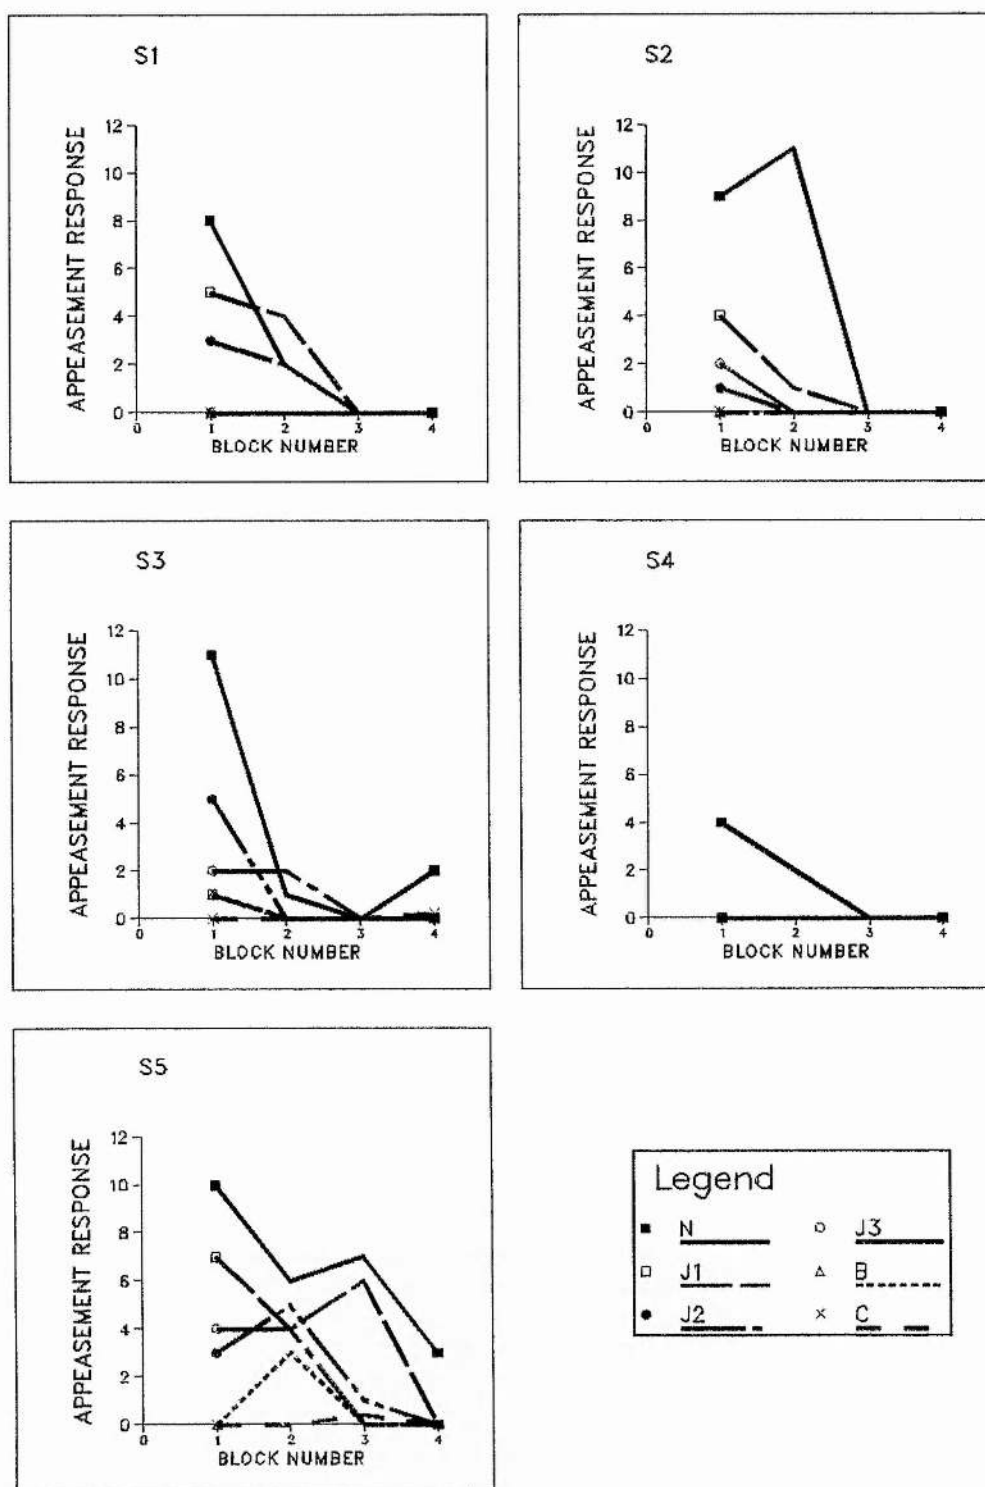 S1
APPEASEMENT RESPONSE
12
10
8
6
4
2
0
0 1 2 3 4
BLOCK NUMBER
S2
APPEASEMENT RESPONSE
12
10
8
6
4
2
0
0 1 2 3 4
BLOCK NUMBER
S3
APPEASEMENT RESPONSE
12
10
8
6
4
2
0
0 1 2 3 4
BLOCK NUMBER
S4
APPEASEMENT RESPONSE
12
10
8
6
4
2
0
0 1 2 3 4
BLOCK NUMBER
S5
APPEASEMENT RESPONSE
12
10
8
6
4
2
0
0 1 2 3 4
BLOCK NUMBER
Legend
N J3
J1 B
J2 C